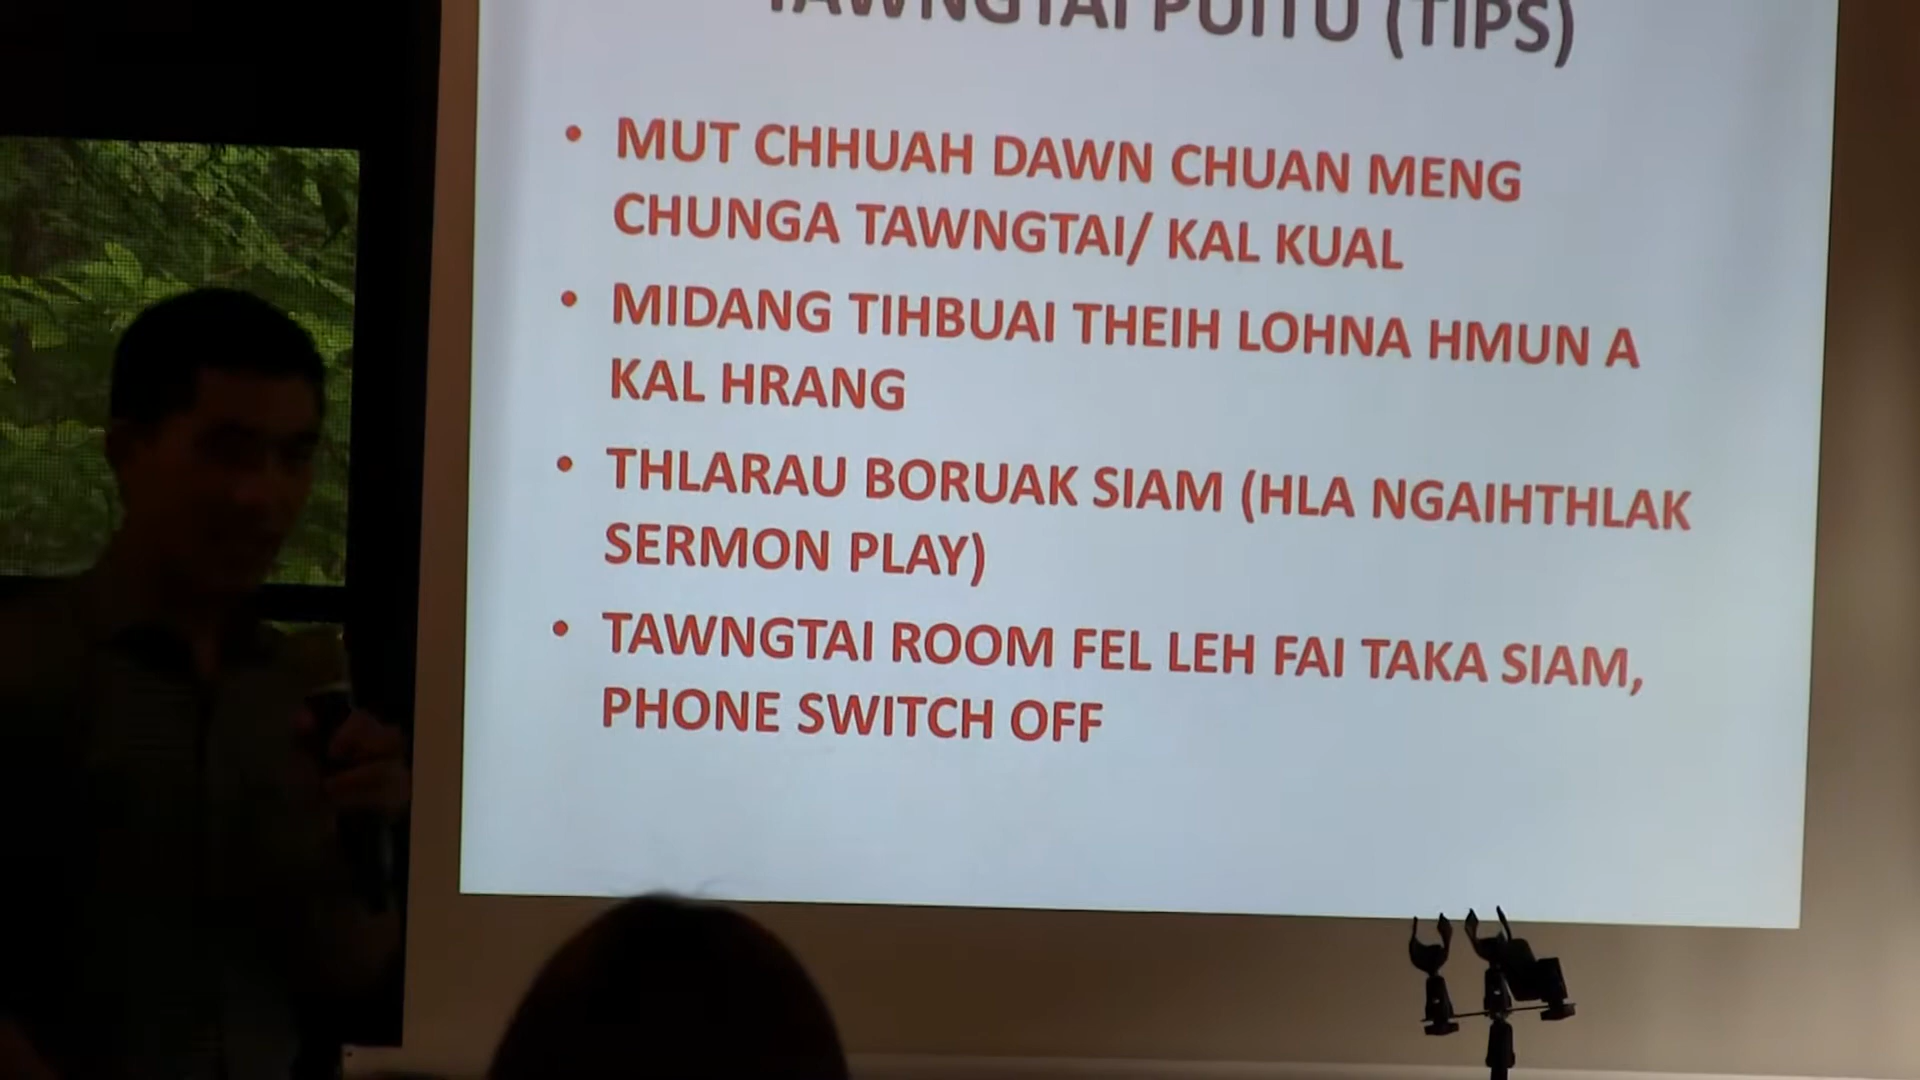 TAWNGTAI PUITU (TIPS)
• MUT CHHUAH DAWN CHUAN MENG
CHUNGA TAWNGTAI/ KAL KUAL
• MIDANG TIHBUAI THEIH LOHNA HMUN A
KAL HRANG
• THLARAU BORUAK SIAM (HLA NGAIHTHLAK
SERMON PLAY)
• TAWNGTAI ROOM FEL LEH FAI TAKA SIAM,
PHONE SWITCH OFF